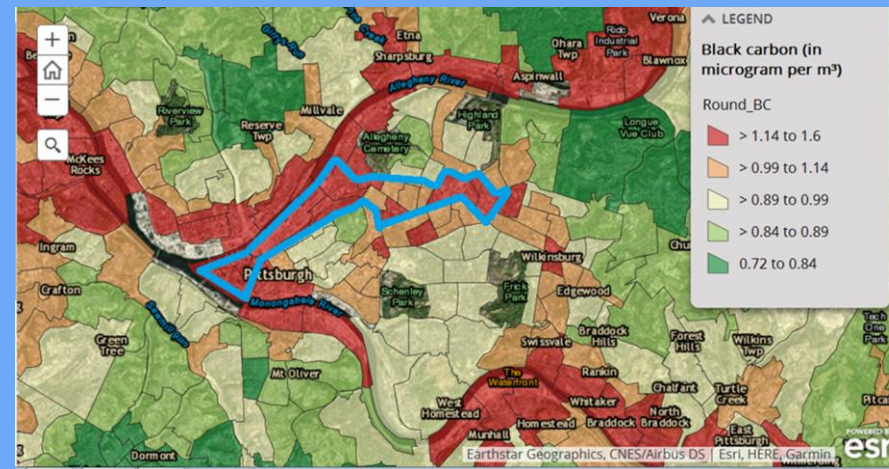 LEGEND
Black carbon (in
microgram per m³)
Round_BC
> 1.14 to 1.6
> 0.99 to 1.14
> 0.89 to 0.99
> 0.84 to 0.89
0.72 to 0.84
Verona
Etna
Sharpsburg
Ohara
Twp
Ridc
Industrial
Park
Blawnox
Allegheny River
Aspinwall
Riverview
Park
Reserve
Twp
Millvale
Highland
Park
Allegheny
Cemetery
Longue
Vue Club
McKees
Rocks
Ingram
Crafton
Pittsburgh
Monongahela River
Schenley
Park
Frick
Park
Wilkinsburg
Edgewood
Green
Tree
Mt Oliver
Swissvale
Braddock
Hills
Forest
Hills
Wilkins
Twp
Tech
One
Park
The
Waterfront
Rankin
Chalfant
Turtle
Creek
West
Homestead
Whitaker
Homestead
Braddock
North
Braddock
Munhall
East
Pittsburgh
Dormont
Earthstar Geographics, CNES/Airbus DS | Esri, HERE, Garmin
POWERED BY
esri